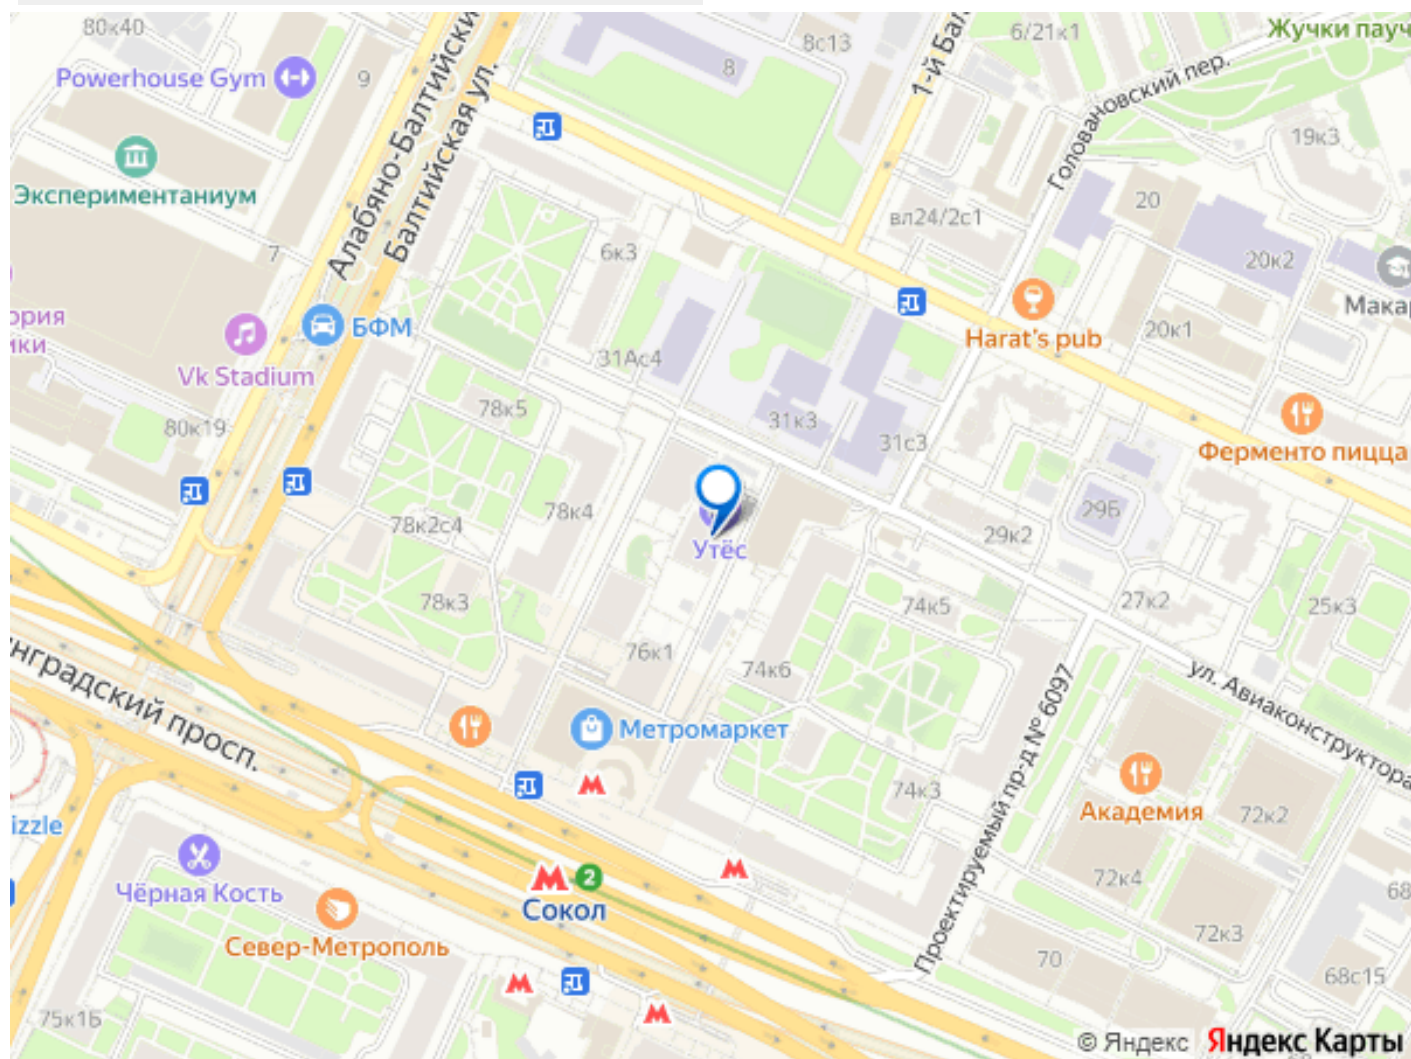 80к40
8с13
6/21к1
Жучки пауч
Powerhouse Gym
9
8
1-й Бал
Головановский пер.
Алабяно-Балтийски
Балтийская ул.
19к3
Экспериментаниум
20
вл24/2с1
7
6к3
20к2
Мака
ория
ики
БФМ
Harat's pub
20к1
Vk Stadium
31Ас4
78к5
31к3
31с3
80к19
Ферменто пицца
78к2с4
78к4
29Б
29к2
Утёс
78к3
74к5
27к2
25к3
76к1
74к6
нградский просп.
ул. Авиаконструктора
Проектируемый пр-д № 6097
Метромаркет
74к3
Академия
72к2
izzle
Чёрная Кость
2
Сокол
72к4
68
Север-Метрополь
72к3
70
68с15
75к1Б
© Яндекс Яндекс Карты